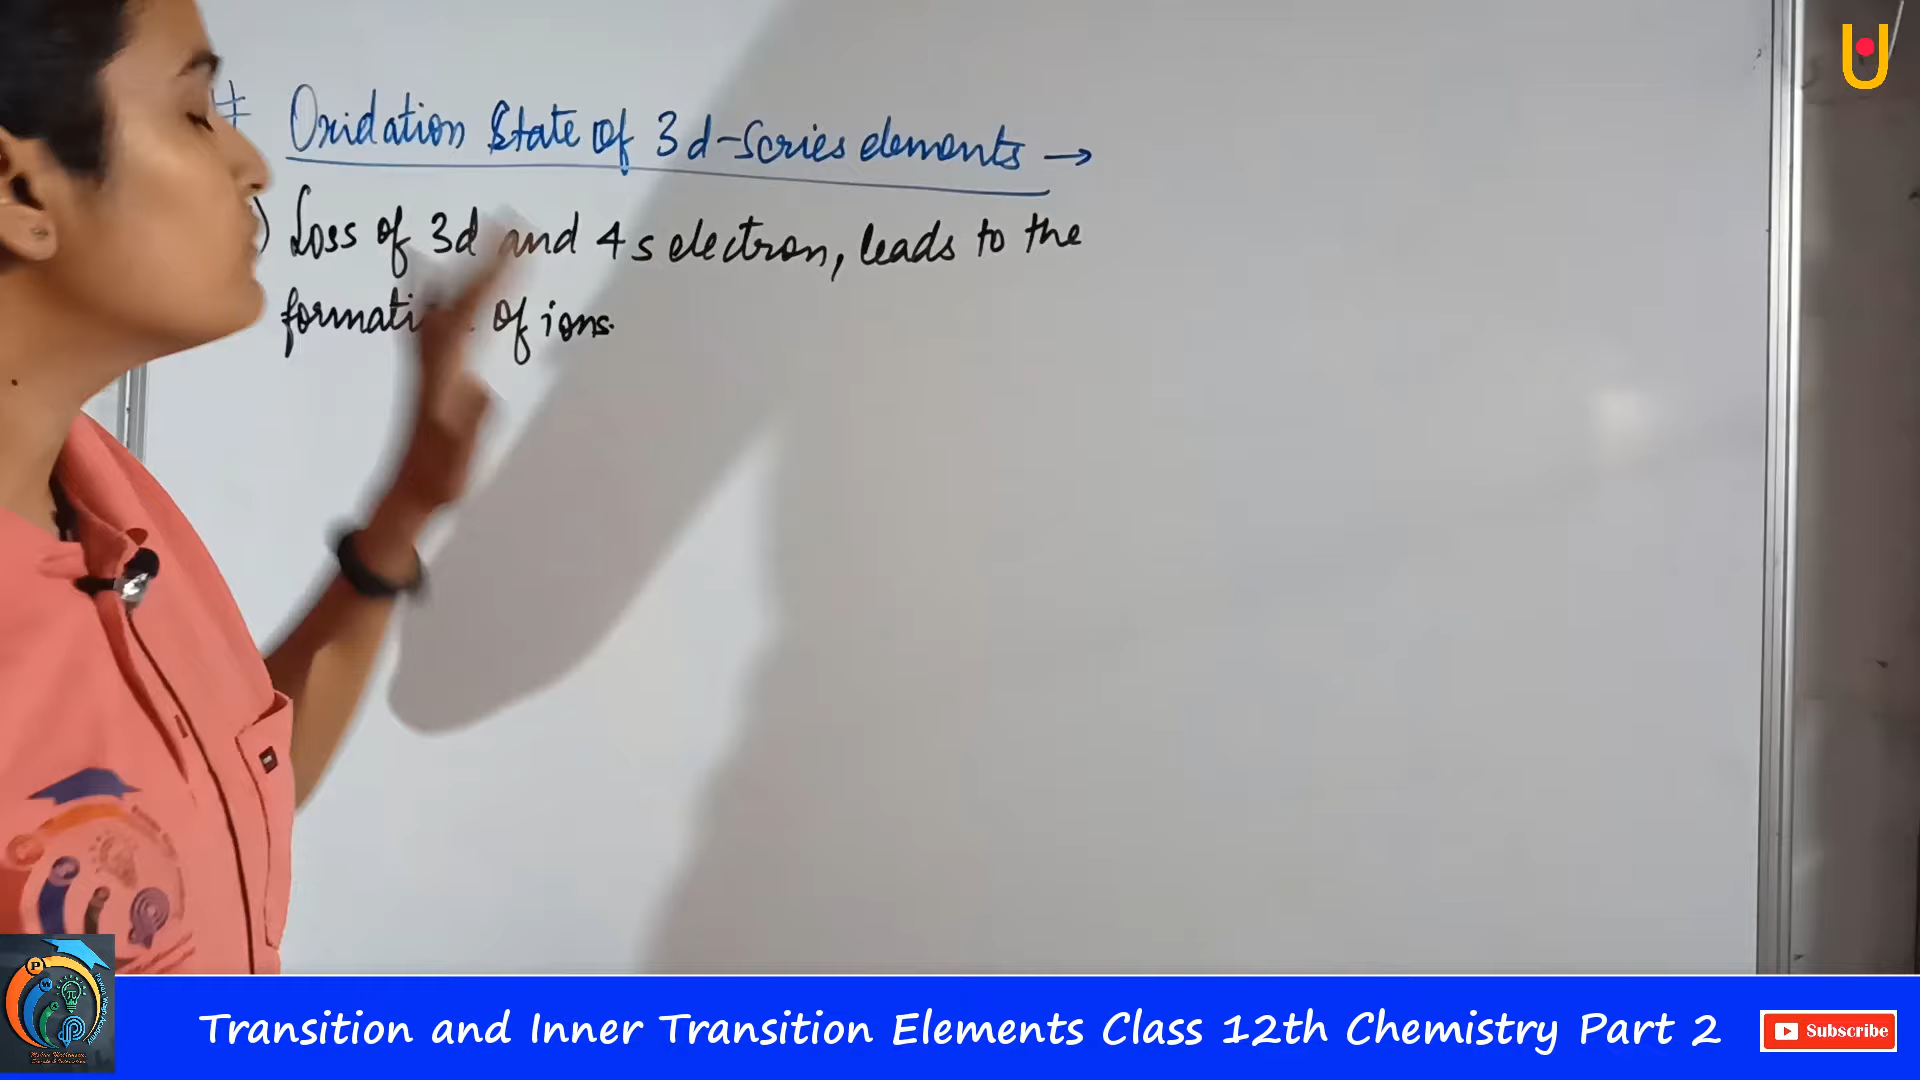 # Oxidation State of 3d-Series elements →
) Loss of 3d and 4s electron, leads to the
of ions.
Transition and Inner Transition Elements Class 12th Chemistry Part 2
Subscribe